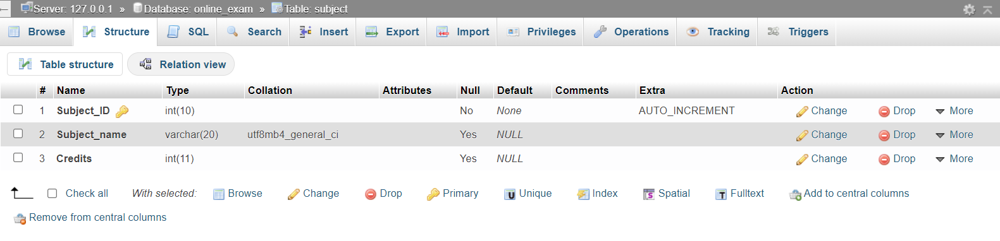 Server: 127.0.0.1 » Database: online_exam » Table: subject
Browse Structure SQL Search Insert Export Import Privileges Operations Tracking Triggers
Table structure Relation view
# Name Type Collation Attributes Null Default Comments Extra Action
1 Subject_ID int(10) No None AUTO_INCREMENT Change Drop More
2 Subject_name varchar(20) utf8mb4_general_ci Yes NULL Change Drop More
3 Credits int(11) Yes NULL Change Drop More
Check all With selected: Browse Change Drop Primary Unique Index Spatial Fulltext Add to central columns
Remove from central columns